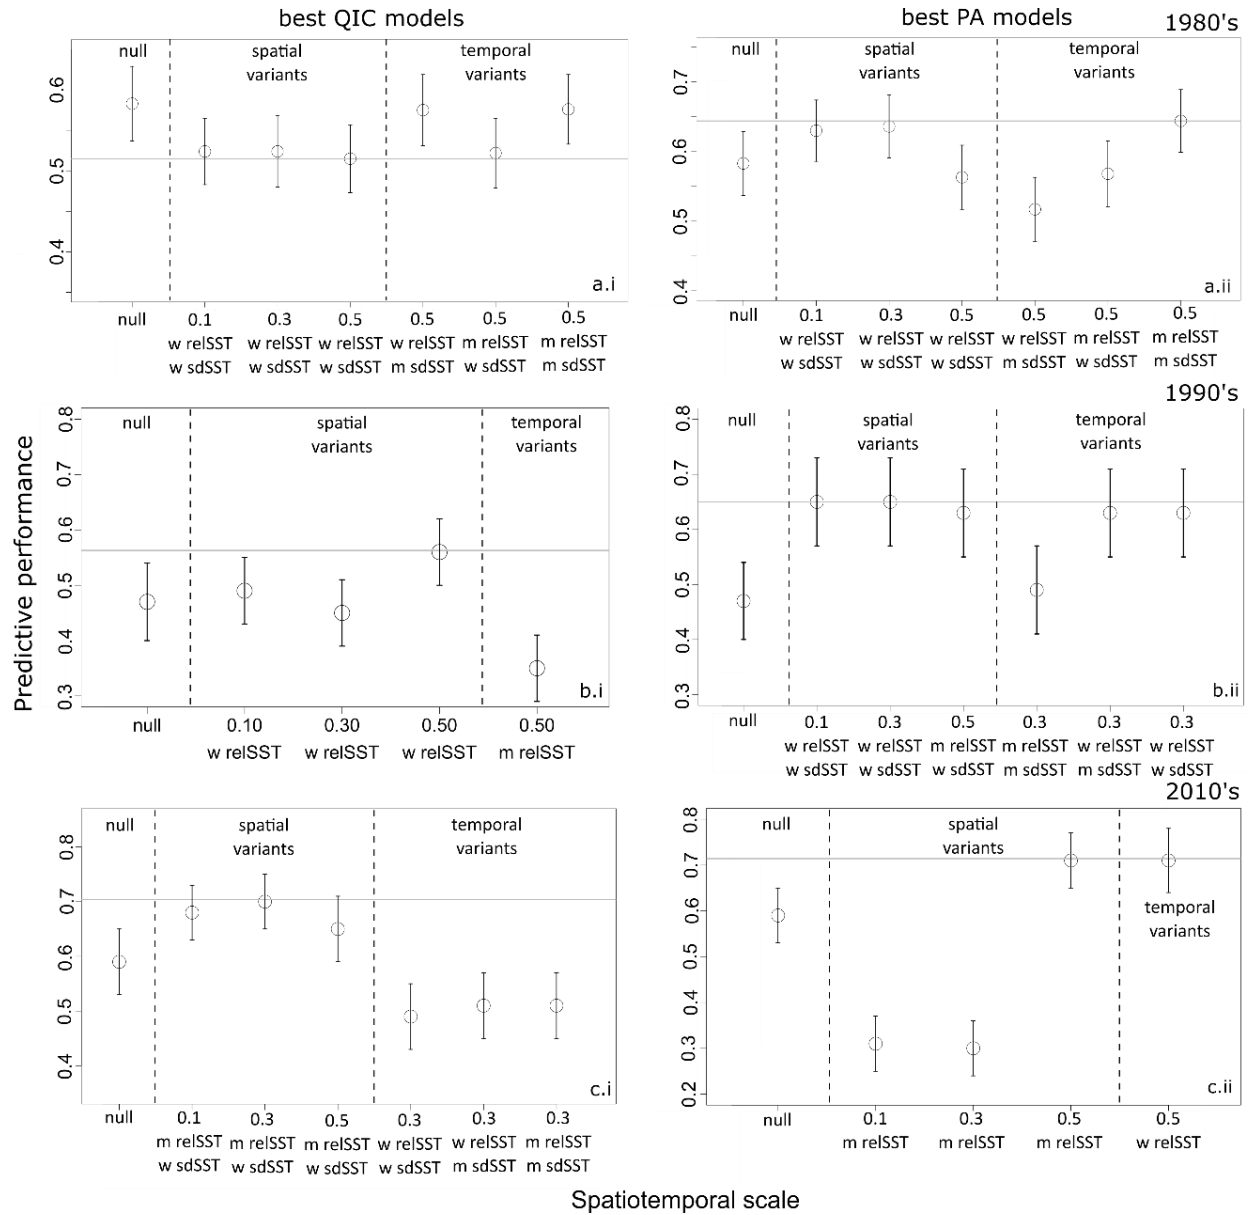 best QIC models
best PA models
1980's
null
spatial
variants
temporal
variants
0.6
0.5
0.4
a.i
null 0.1 0.3 0.5 0.5 0.5 0.5
w relSST w relSST w relSST w relSST m relSST m relSST
w sdSST w sdSST w sdSST m sdSST w sdSST m sdSST
null
spatial
variants
temporal
variants
0.7
0.6
0.5
0.4
a.ii
null 0.1 0.3 0.5 0.5 0.5 0.5
w relSST w relSST w relSST w relSST m relSST m relSST
w sdSST w sdSST w sdSST m sdSST w sdSST m sdSST
1990's
Predictive performance
null
spatial
variants
temporal
variants
0.8
0.7
0.6
0.5
0.4
0.3
b.i
null 0.10 0.30 0.50 0.50
w relSST w relSST w relSST m relSST
null
spatial
variants
temporal
variants
0.8
0.7
0.6
0.5
0.4
0.3
b.ii
null 0.1 0.3 0.5 0.3 0.3 0.3
w relSST w relSST m relSST m relSST w relSST w relSST
w sdSST w sdSST w sdSST m sdSST m sdSST w sdSST
2010's
null
spatial
variants
temporal
variants
0.8
0.7
0.6
0.5
0.4
c.i
null 0.1 0.3 0.5 0.3 0.3 0.3
m relSST m relSST m relSST w relSST w relSST m relSST
w sdSST w sdSST w sdSST w sdSST m sdSST m sdSST
null
spatial
variants
temporal
variants
0.8
0.7
0.6
0.5
0.4
0.3
0.2
c.ii
null 0.1 0.3 0.5 0.5
m relSST m relSST m relSST w relSST
Spatiotemporal scale